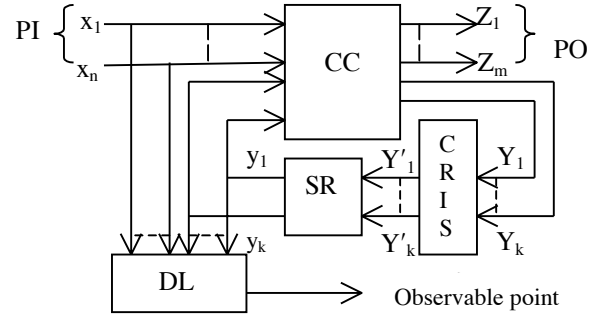 PI
x1
xn
CC
Z1
Zm
PO
y1
yk
SR
Y′1
Y′k
C
R
I
S
Y1
Yk
DL
Observable point